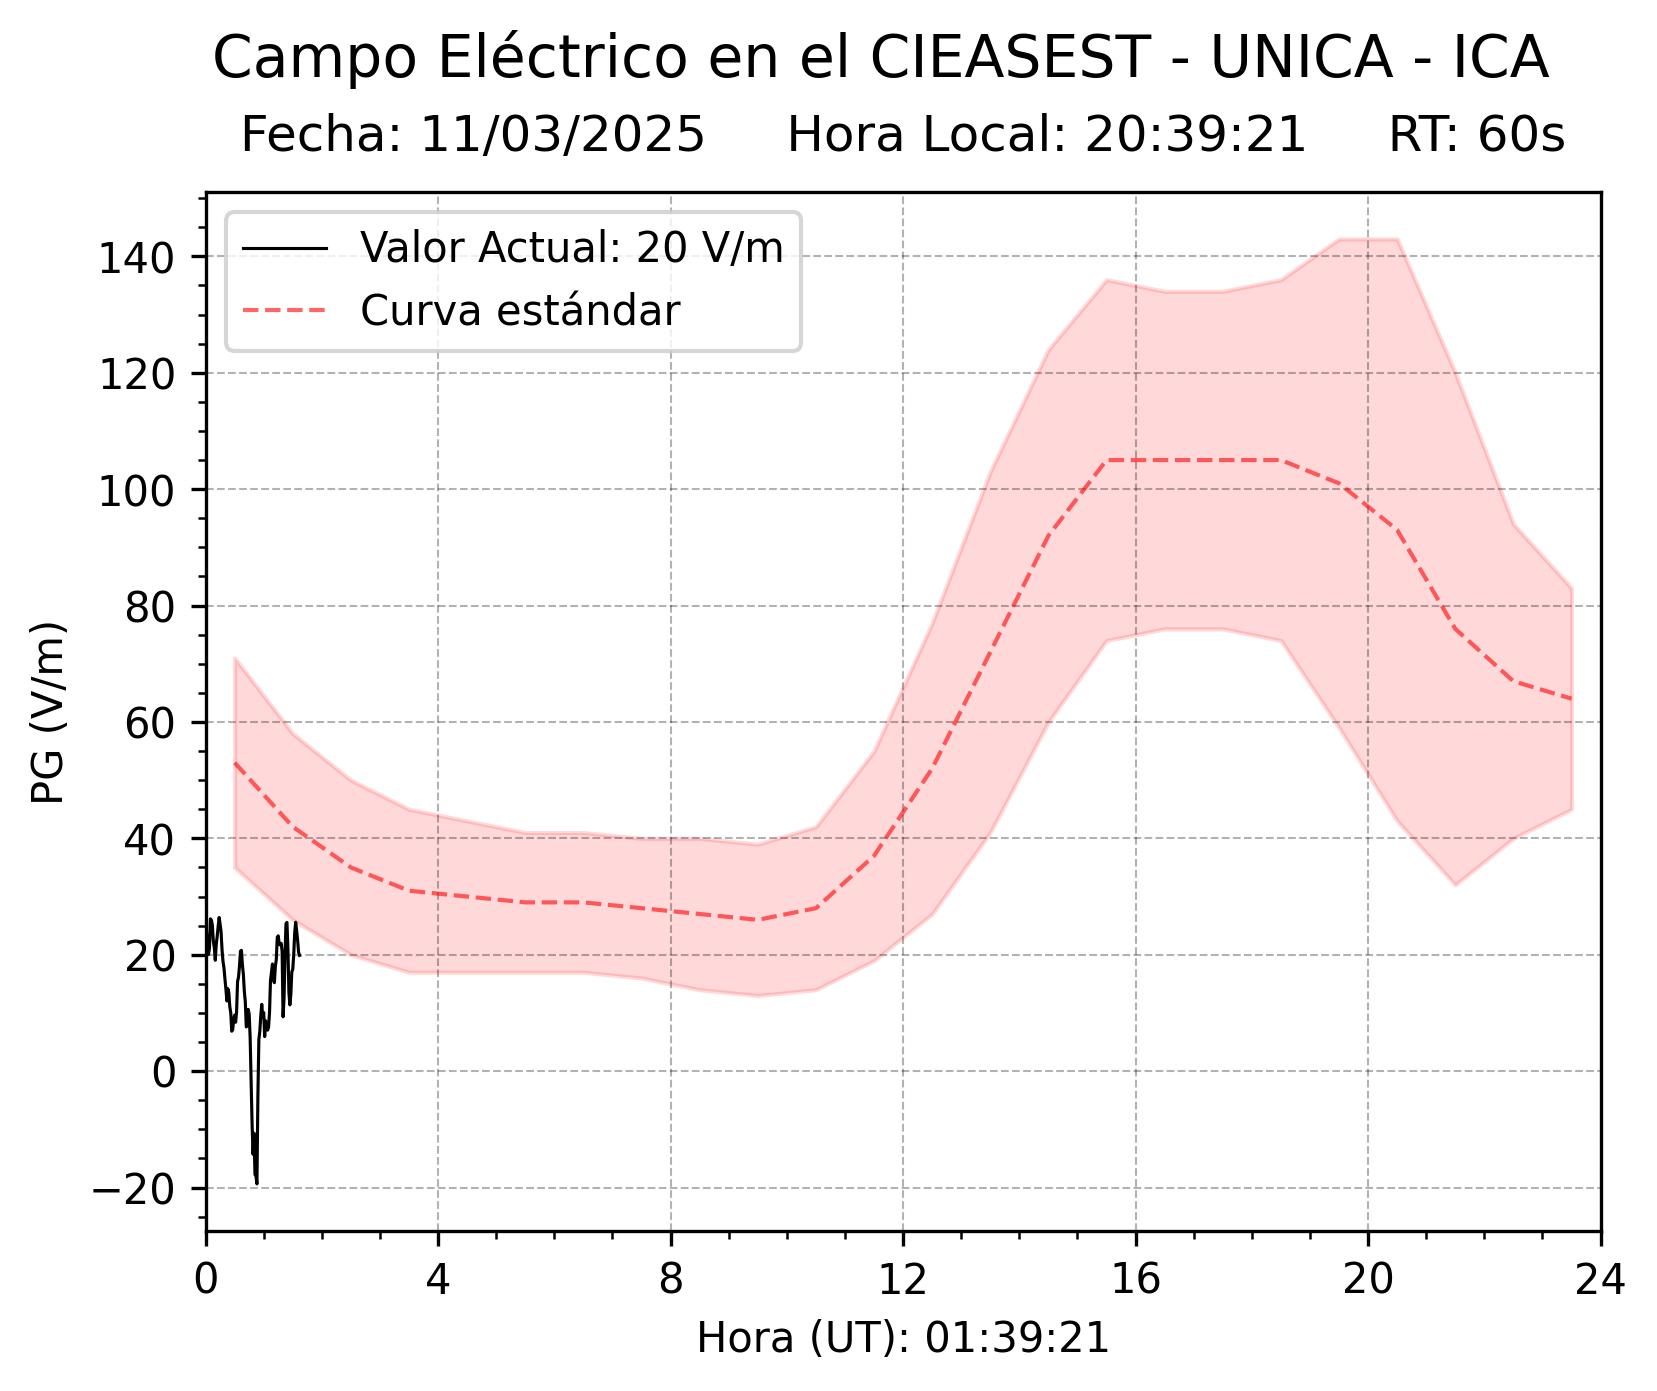 Campo Eléctrico en el CIEASEST - UNICA - ICA
Fecha: 11/03/2025 Hora Local: 20:39:21 RT: 60s
Valor Actual: 20 V/m
Curva estándar
PG (V/m)
140
120
100
80
60
40
20
0
−20
0 4 8 12 16 20 24
Hora (UT): 01:39:21